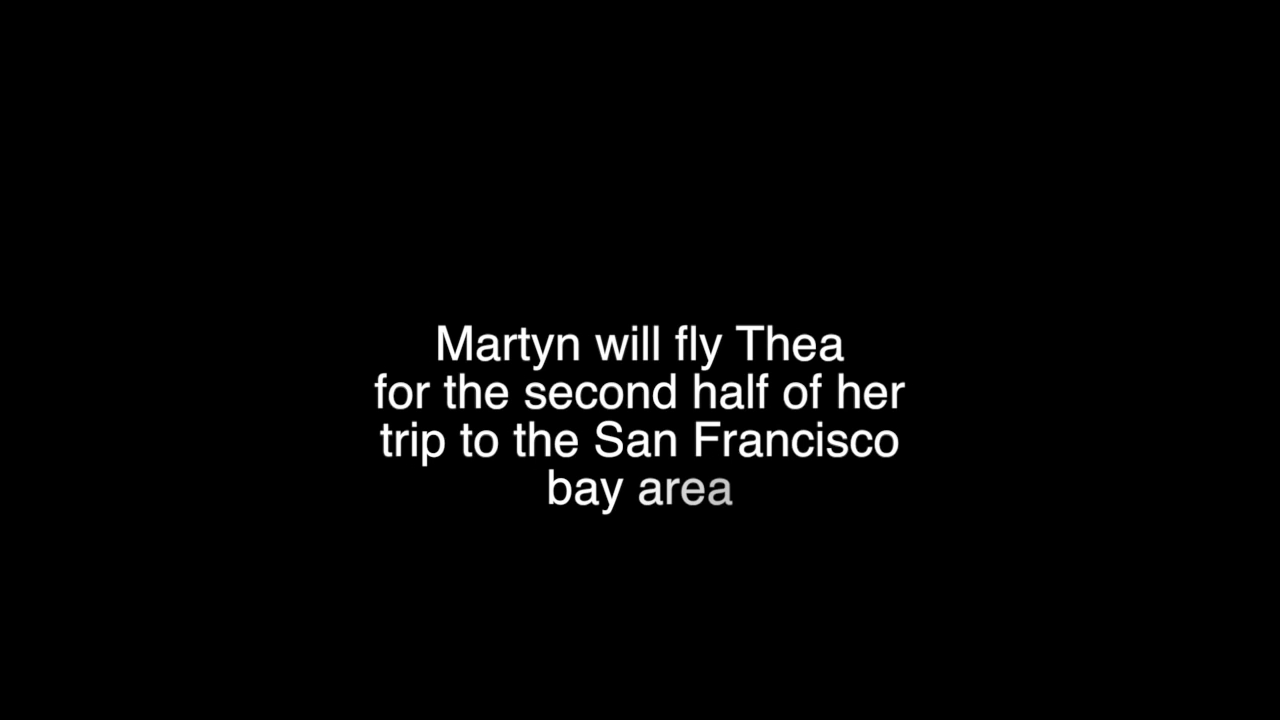 Martyn will fly Thea
for the second half of her
trip to the San Francisco
bay area